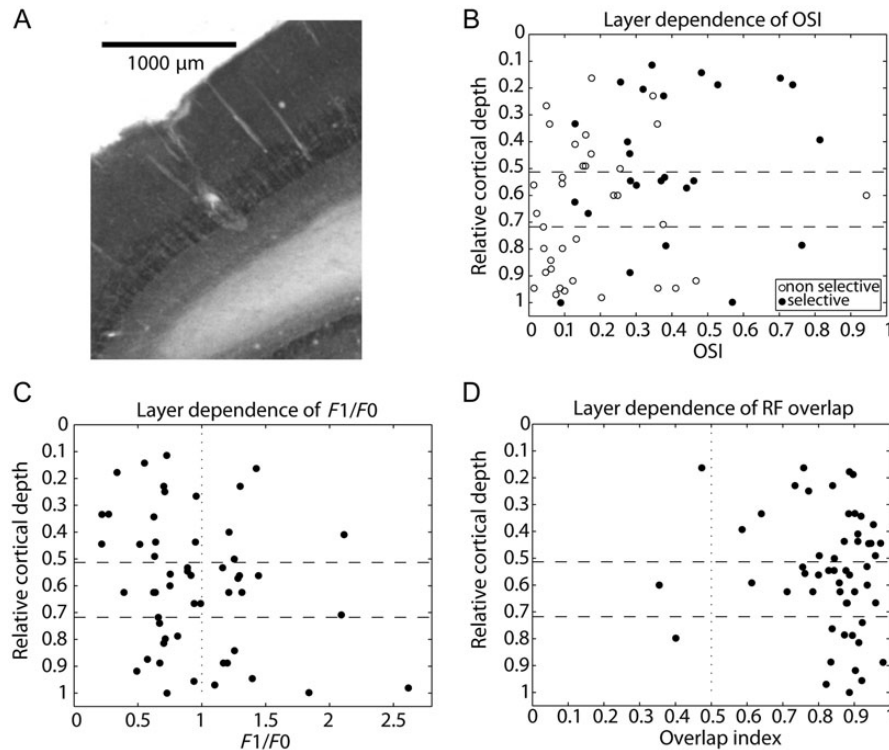 A
1000 µm
B
Layer dependence of OSI
Relative cortical depth
0
0.1
0.2
0.3
0.4
0.5
0.6
0.7
0.8
0.9
1
0 0.1 0.2 0.3 0.4 0.5 0.6 0.7 0.8 0.9 1
OSI
non selective
selective
C
Layer dependence of F1/F0
Relative cortical depth
0
0.1
0.2
0.3
0.4
0.5
0.6
0.7
0.8
0.9
1
0 0.5 1 1.5 2 2.5
F1/F0
D
Layer dependence of RF overlap
Relative cortical depth
0
0.1
0.2
0.3
0.4
0.5
0.6
0.7
0.8
0.9
1
0 0.1 0.2 0.3 0.4 0.5 0.6 0.7 0.8 0.9 1
Overlap index